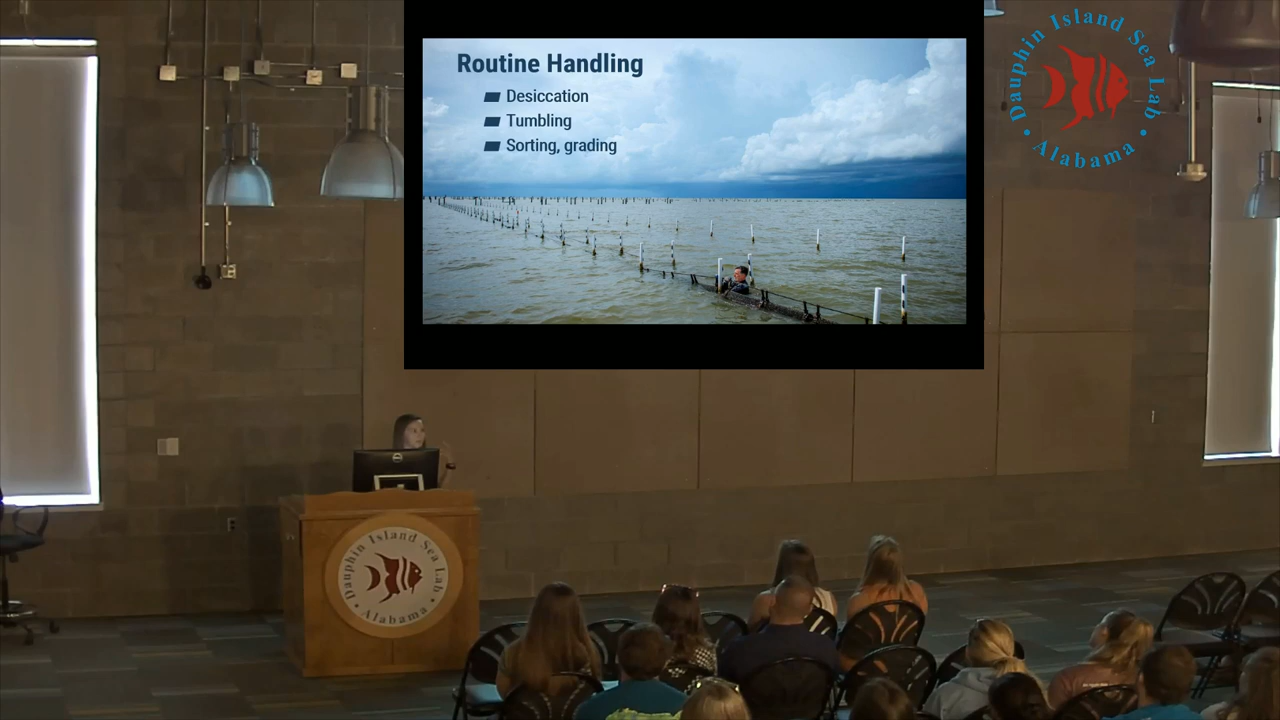 Routine Handling
Desiccation
Tumbling
Sorting, grading
Dauphin Island Sea Lab
Alabama
Dauphin Island Sea Lab
Alabama